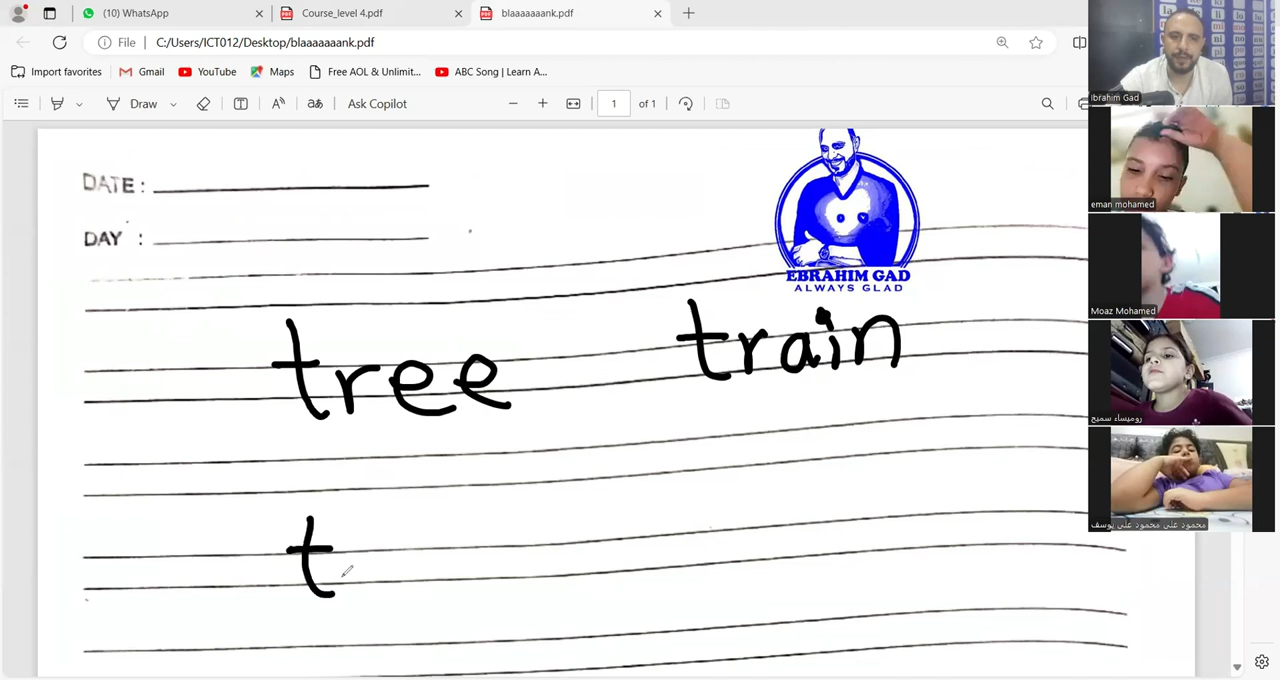 (10) WhatsApp
Course_level 4.pdf
blaaaaaaank.pdf
File
C:/Users/ICT012/Desktop/blaaaaaaank.pdf
Import favorites
Gmail
YouTube
Maps
Free AOL & Unlimit...
ABC Song | Learn A...
Draw
Ask Copilot
1 of 1
DATE :
DAY :
EBRAHIM GAD
ALWAYS GLAD
tree train
t
Ibrahim Gad
eman mohamed
Moaz Mohamed
روميساء سميح
محمود علي محمود علي يوسف